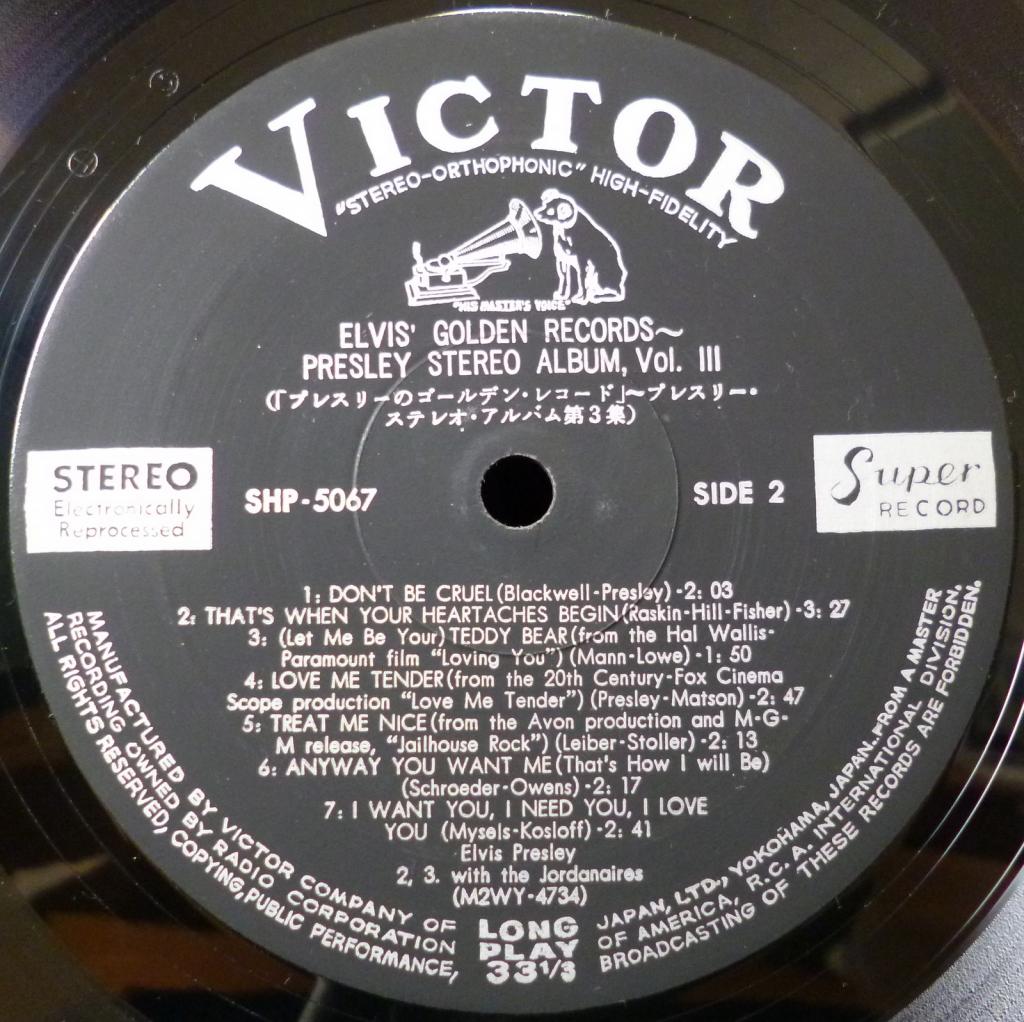 VICTOR
"STEREO-ORTHOPHONIC" HIGH-FIDELITY
"HIS MASTER'S VOICE"
ELVIS' GOLDEN RECORDS~
PRESLEY STEREO ALBUM, Vol. III
(「プレスリーのゴールデン・レコード」~プレスリー・
ステレオ・アルバム第3集)
STEREO
Electronically
Reprocessed
SHP-5067
SIDE 2
Super
RECORD
1: DON'T BE CRUEL (Blackwell-Presley) -2: 03
2: THAT'S WHEN YOUR HEARTACHES BEGIN (Raskin-Hill-Fisher) -3: 27
3: (Let Me Be Your) TEDDY BEAR (from the Hal Wallis-
Paramount film "Loving You") (Mann-Lowe) -1: 50
4: LOVE ME TENDER (from the 20th Century-Fox Cinema
Scope production "Love Me Tender") (Presley-Matson) -2: 47
5: TREAT ME NICE (from the Avon production and M-G-
M release, "Jailhouse Rock") (Leiber-Stoller) -2: 13
6: ANYWAY YOU WANT ME (That's How I will Be)
(Schroeder-Owens) -2: 17
7: I WANT YOU, I NEED YOU, I LOVE
YOU (Mysels-Kosloff) -2: 41
Elvis Presley
2, 3. with the Jordanaires
(M2WY-4734)
LONG
PLAY
33 1/3
MANUFACTURED BY VICTOR COMPANY OF JAPAN, LTD., YOKOHAMA, JAPAN. FROM A MASTER
RECORDING OWNED BY RADIO CORPORATION OF AMERICA, R.C.A. INTERNATIONAL DIVISION.
ALL RIGHTS RESERVED, COPYING, PUBLIC PERFORMANCE, BROADCASTING OF THESE RECORDS ARE FORBIDDEN.